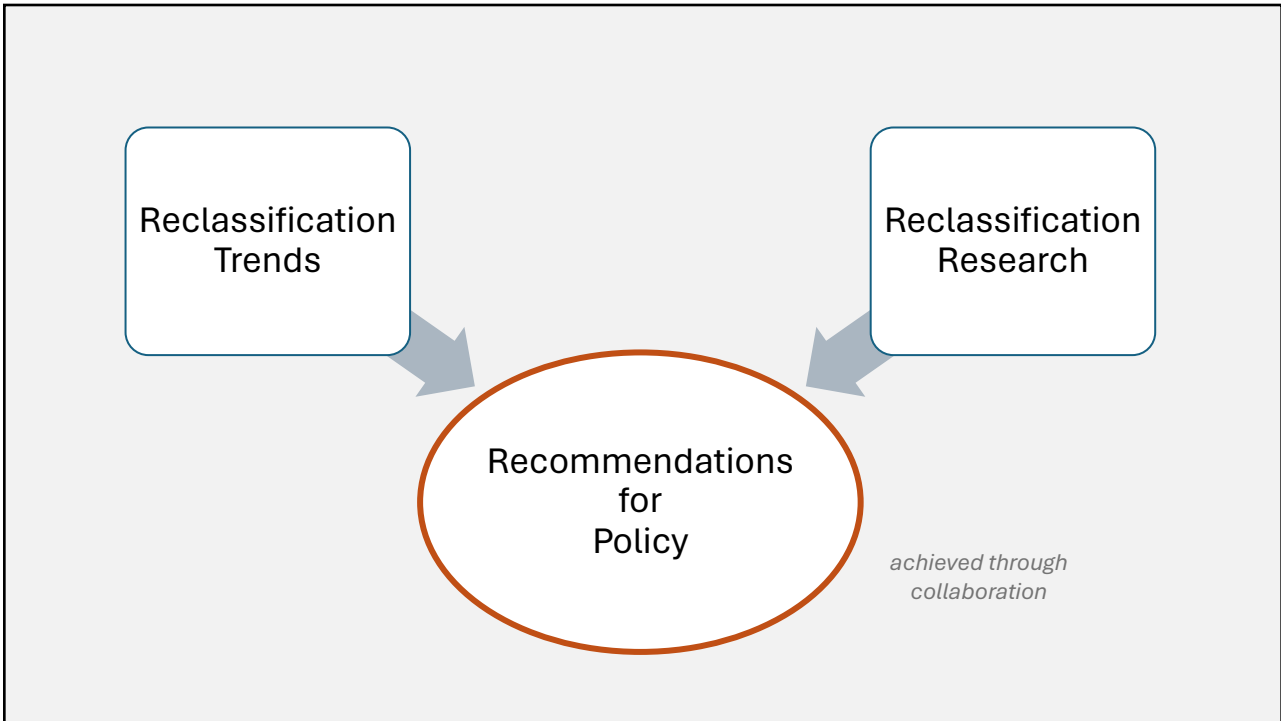 Reclassification
Trends
Reclassification
Research
Recommendations
for
Policy
achieved through
collaboration